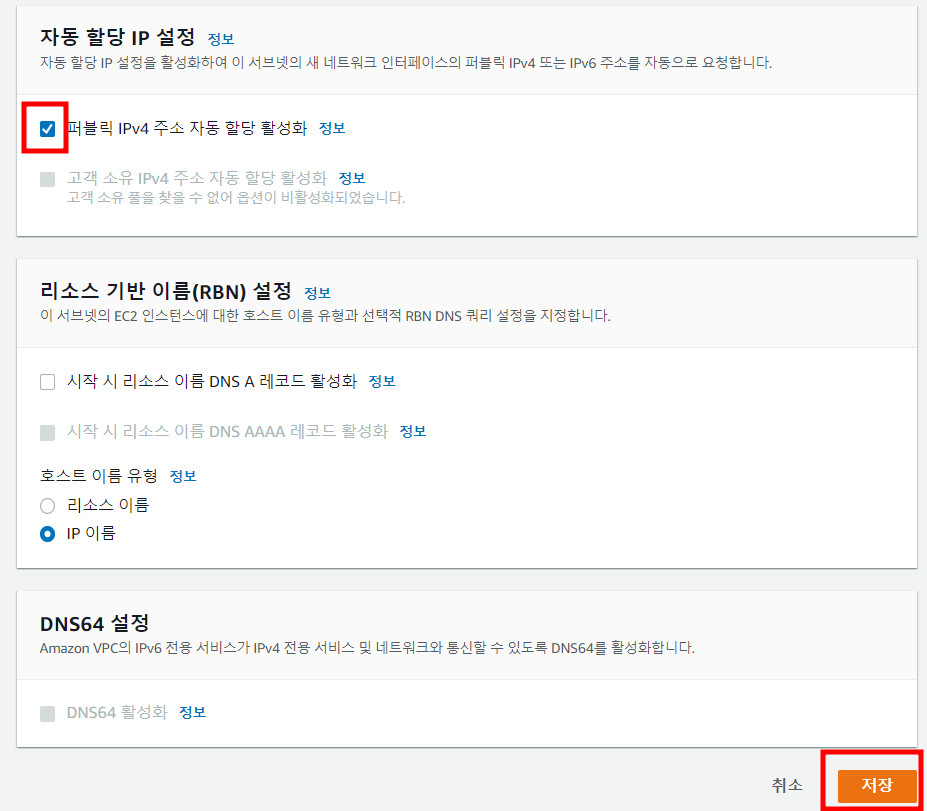 자동 할당 IP 설정 정보
자동 할당 IP 설정을 활성화하여 이 서브넷의 새 네트워크 인터페이스의 퍼블릭 IPv4 또는 IPv6 주소를 자동으로 요청합니다.
퍼블릭 IPv4 주소 자동 할당 활성화 정보
고객 소유 IPv4 주소 자동 할당 활성화 정보
고객 소유 풀을 찾을 수 없어 옵션이 비활성화되었습니다.
리소스 기반 이름(RBN) 설정 정보
이 서브넷의 EC2 인스턴스에 대한 호스트 이름 유형과 선택적 RBN DNS 쿼리 설정을 지정합니다.
시작 시 리소스 이름 DNS A 레코드 활성화 정보
시작 시 리소스 이름 DNS AAAA 레코드 활성화 정보
호스트 이름 유형 정보
리소스 이름
IP 이름
DNS64 설정
Amazon VPC의 IPv6 전용 서비스가 IPv4 전용 서비스 및 네트워크와 통신할 수 있도록 DNS64를 활성화합니다.
DNS64 활성화 정보
취소 저장